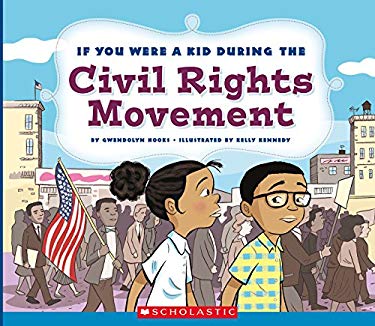 IF YOU WERE A KID DURING THE
Civil Rights
Movement
BY GWENDOLYN HOOKS • ILLUSTRATED BY KELLY KENNEDY
SCHOLASTIC